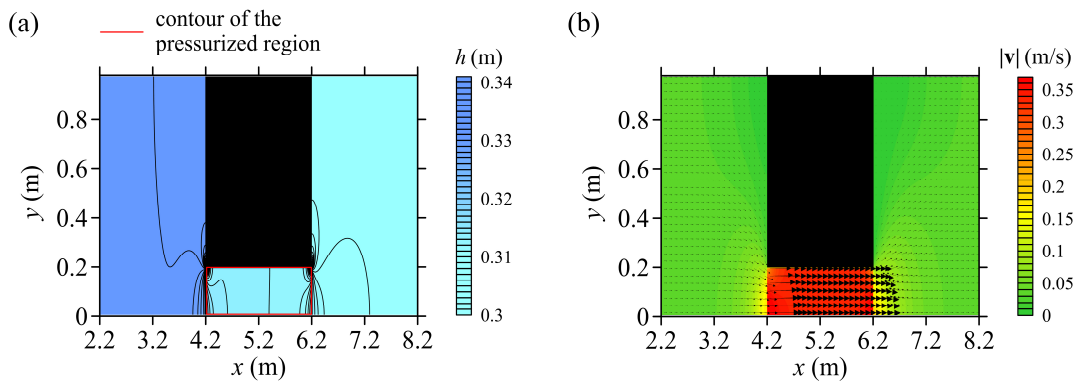 (a)
contour of the
pressurized region
h (m)
0.34
0.33
0.32
0.31
0.3
y (m)
0.8
0.6
0.4
0.2
0
2.2 3.2 4.2 5.2 6.2 7.2 8.2
x (m)
(b)
|v| (m/s)
0.35
0.3
0.25
0.2
0.15
0.1
0.05
0
y (m)
0.8
0.6
0.4
0.2
0
2.2 3.2 4.2 5.2 6.2 7.2 8.2
x (m)